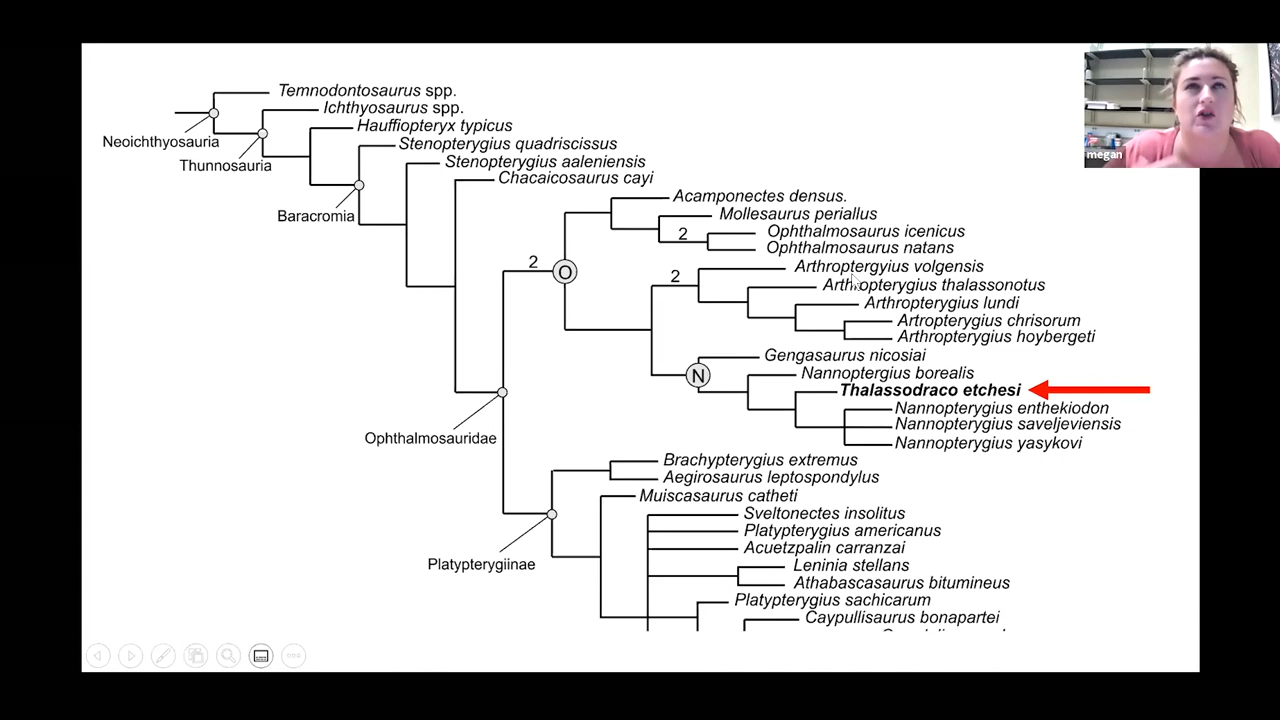 Temnodontosaurus spp.
Ichthyosaurus spp.
Neoichthyosauria
Hauffiopteryx typicus
Stenopterygius quadriscissus
Thunnosauria
Stenopterygius aaleniensis
Chacaicosaurus cayi
Baracromia
Acamponectes densus.
Mollesaurus periallus
2
Ophthalmosaurus icenicus
Ophthalmosaurus natans
2
O
2
Arthroptergyius volgensis
Arthropterygius thalassonotus
Arthropterygius lundi
Artropterygius chrisorum
Arthropterygius hoybergeti
Gengasaurus nicosiai
N
Nannoptergius borealis
Thalassodraco etchesi
Nannopterygius enthekiodon
Nannopterygius saveljeviensis
Nannopterygius yasykovi
Ophthalmosauridae
Brachypterygius extremus
Aegirosaurus leptospondylus
Muiscasaurus catheti
Sveltonectes insolitus
Platypterygius americanus
Acuetzpalin carranzai
Platypterygiinae
Leninia stellans
Athabascasaurus bitumineus
Platypterygius sachicarum
Caypullisaurus bonapartei
megan